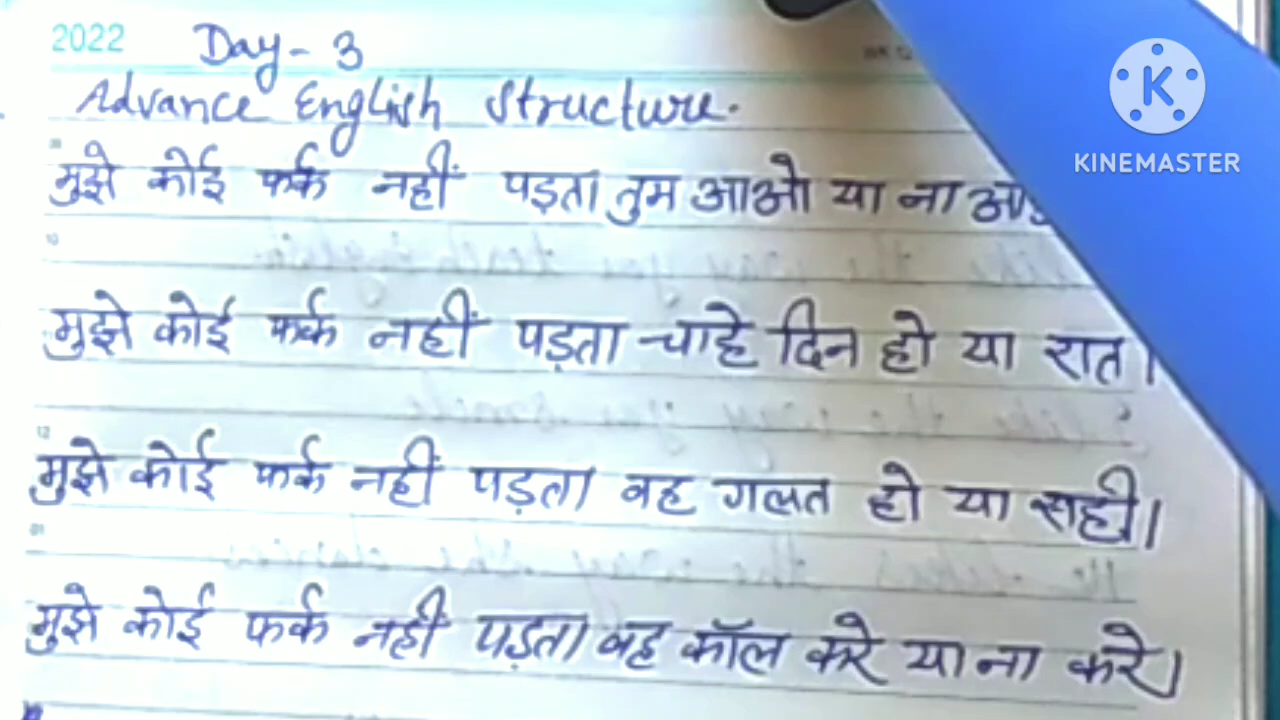 2022 Day - 3
Advance English Structure.
मुझे कोई फर्क नहीं पड़ता तुम आओ या ना
मुझे कोई फर्क नहीं पड़ता चाहे दिन हो या रात।
मुझे कोई फर्क नहीं पड़ता वह गलत हो या सही।
मुझे कोई फर्क नहीं पड़ता वह कॉल करे या ना करे।
KINEMASTER